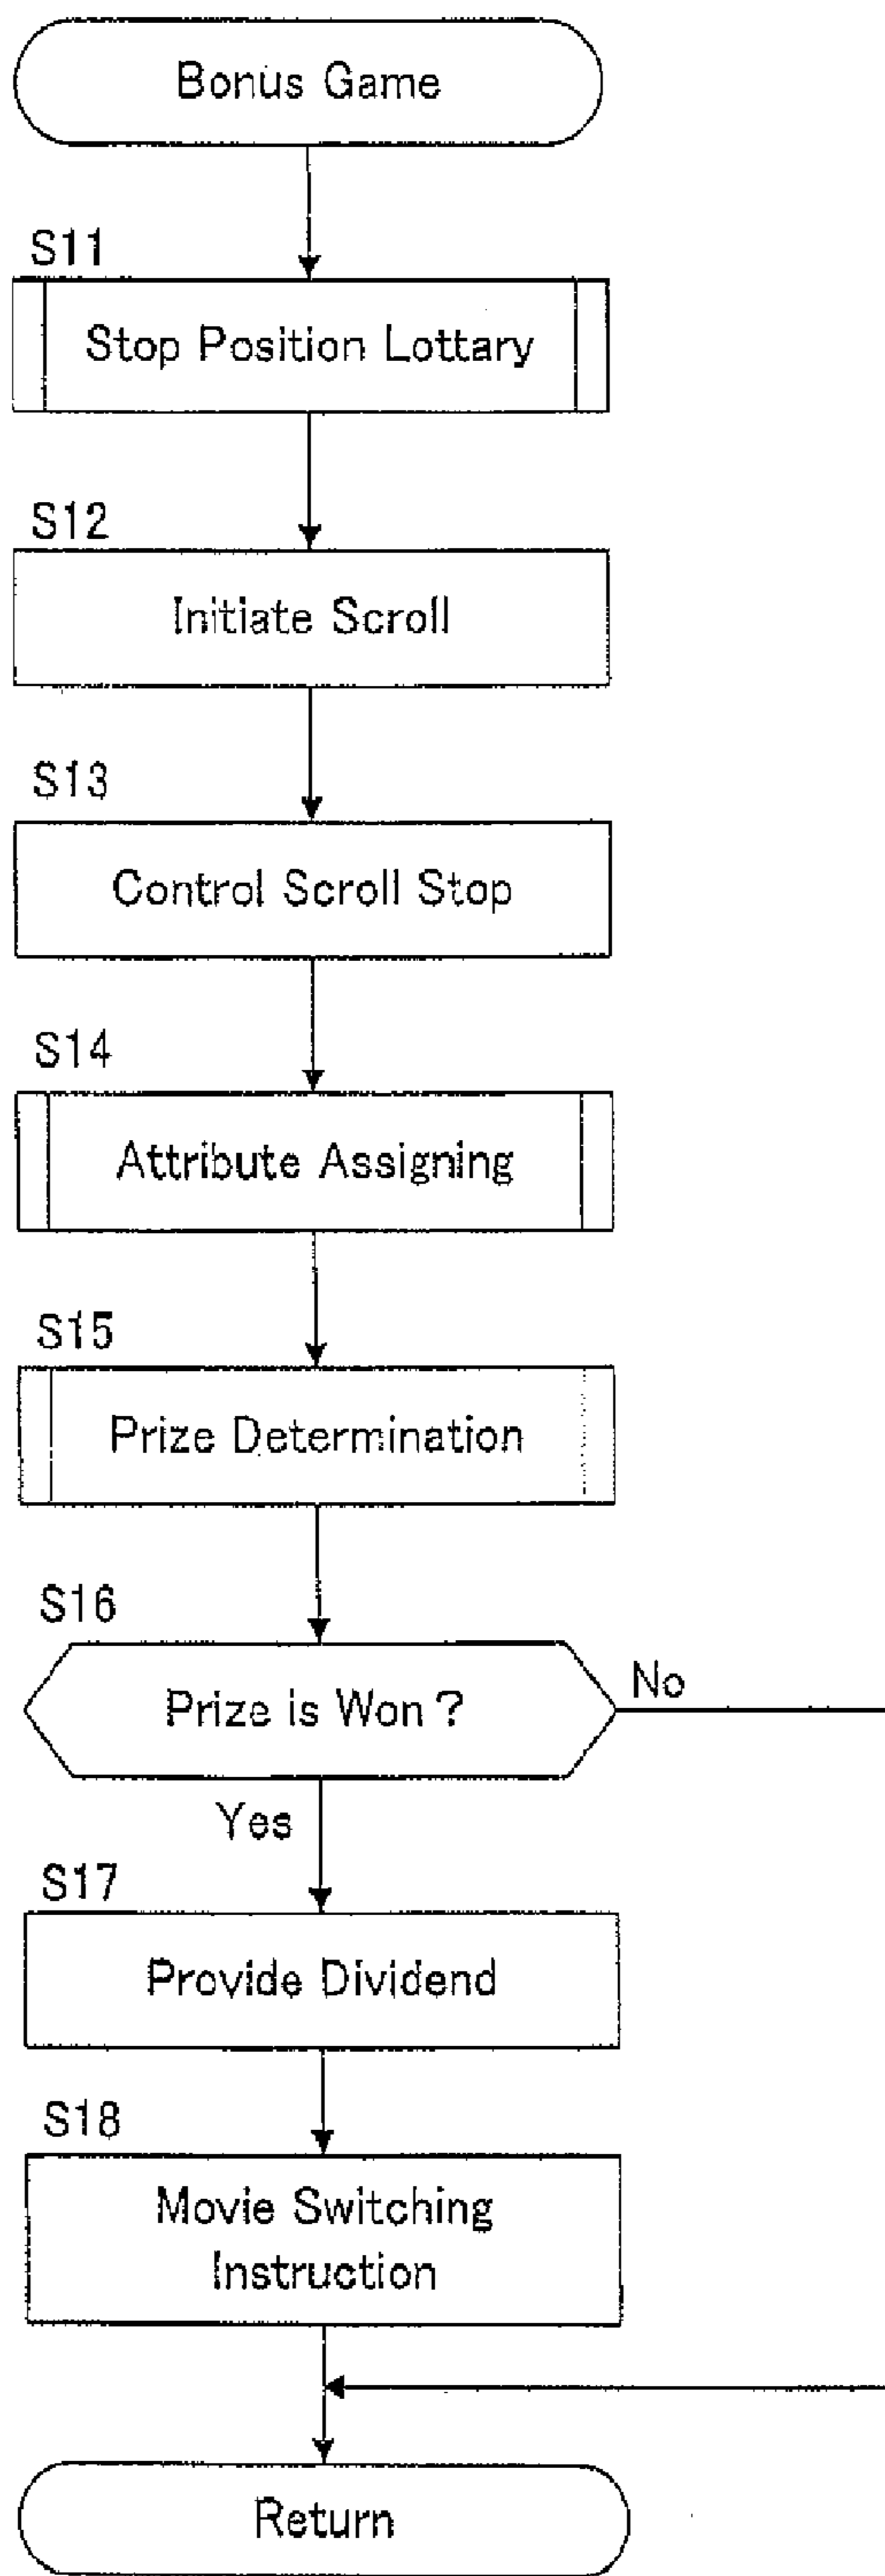 Bonus Game
S11
Stop Position Lottary
S12
Initiate Scroll
S13
Control Scroll Stop
S14
Attribute Assigning
S15
Prize Determination
S16
Prize is Won?
No
Yes
S17
Provide Dividend
S18
Movie Switching
Instruction
Return